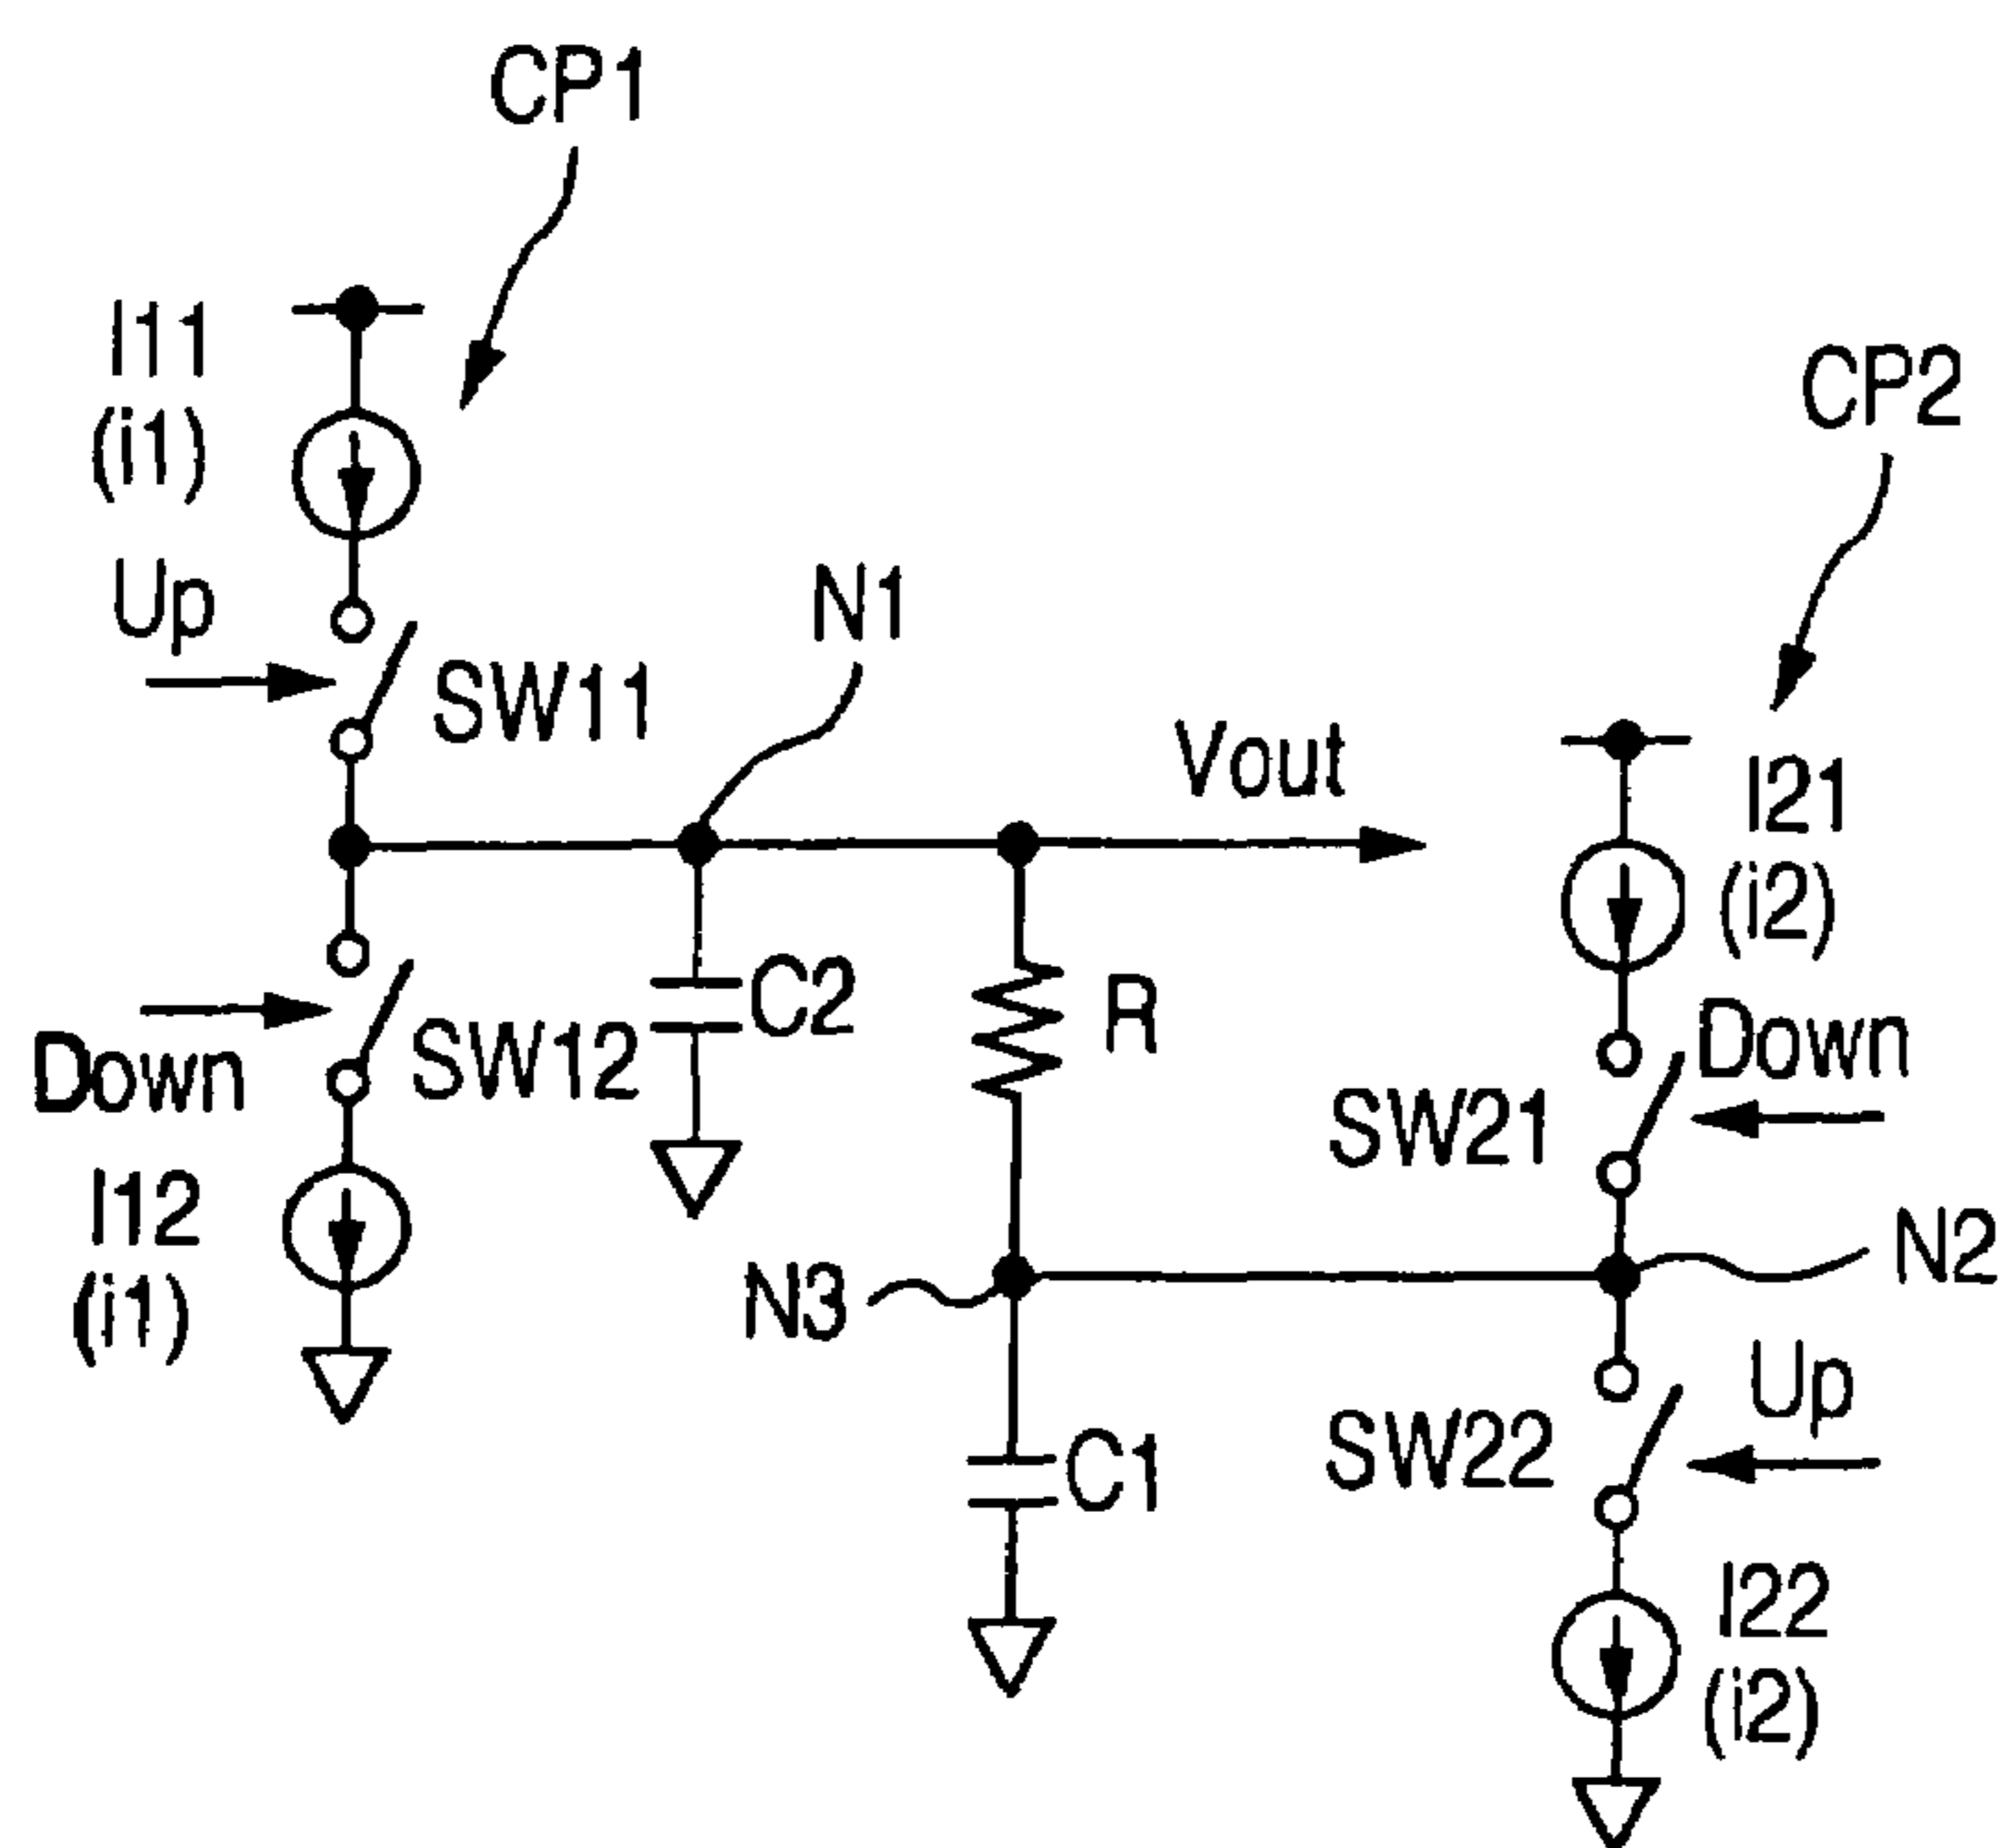 CP1
I11
(i1)
Up
SW11
N1
Vout
CP2
I21
(i2)
Down
SW12
C2
R
Down
SW21
I12
(i1)
N3
N2
C1
Up
SW22
I22
(i2)